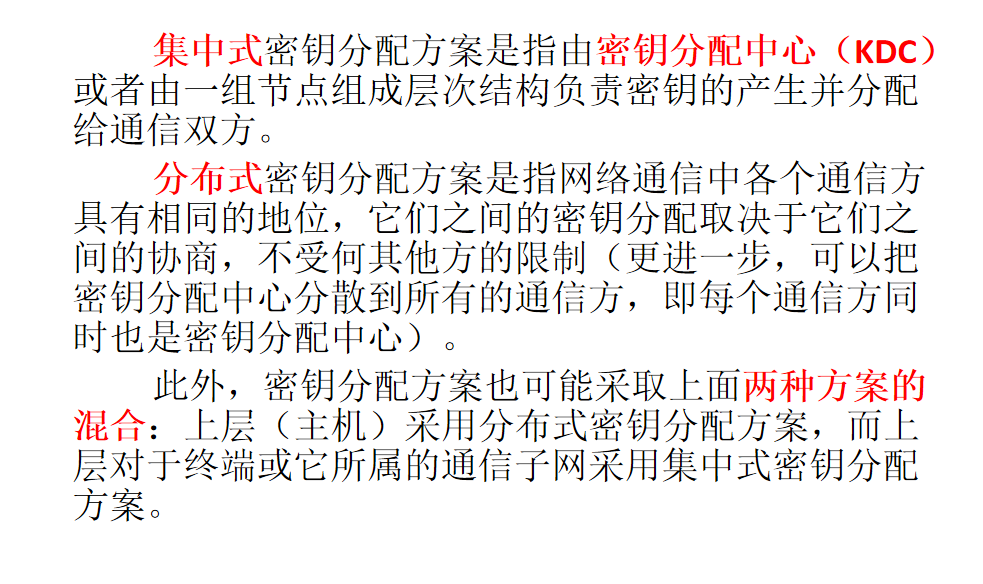 集中式密钥分配方案是指由密钥分配中心（KDC）
或者由一组节点组成层次结构负责密钥的产生并分配
给通信双方。
分布式密钥分配方案是指网络通信中各个通信方
具有相同的地位，它们之间的密钥分配取决于它们之
间的协商，不受何其他方的限制（更进一步，可以把
密钥分配中心分散到所有的通信方，即每个通信方同
时也是密钥分配中心）。
此外，密钥分配方案也可能采取上面两种方案的
混合：上层（主机）采用分布式密钥分配方案，而上
层对于终端或它所属的通信子网采用集中式密钥分配
方案。